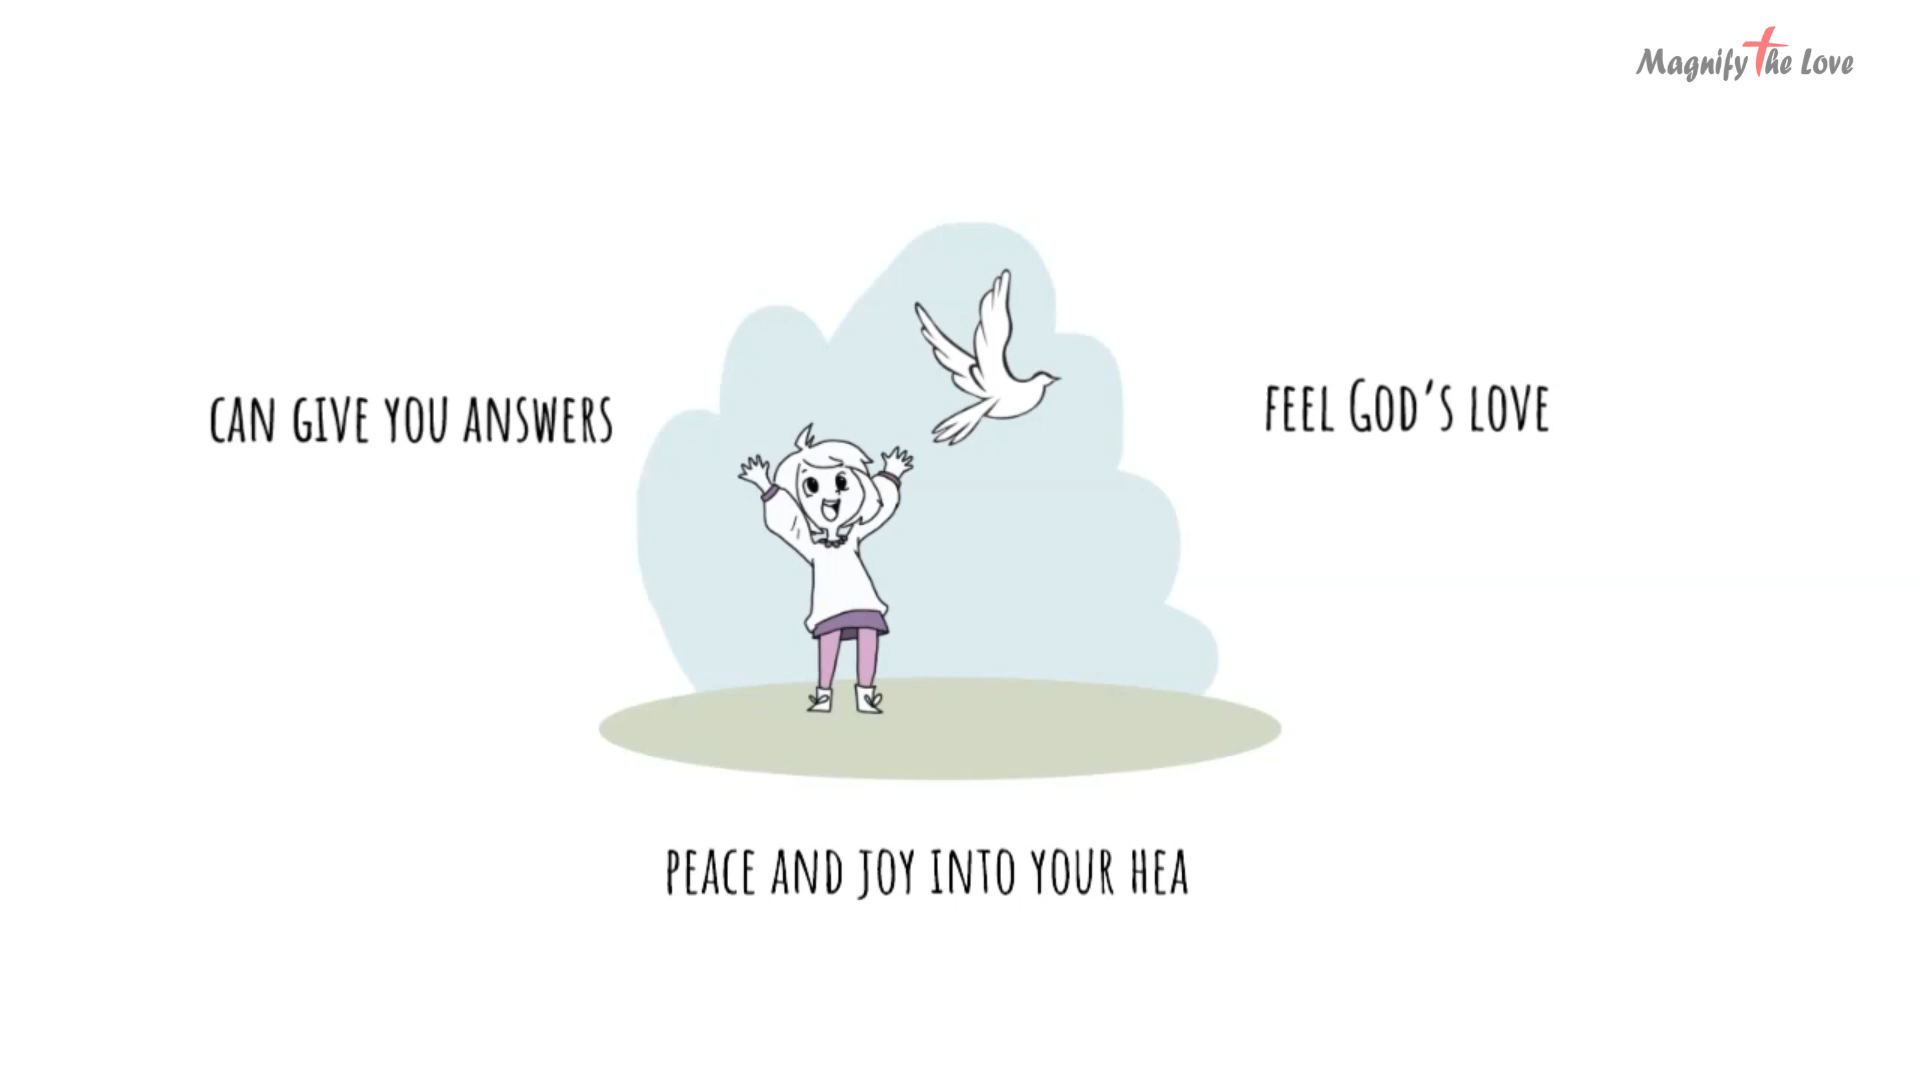 Magnify The Love
CAN GIVE YOU ANSWERS
FEEL GOD'S LOVE
PEACE AND JOY INTO YOUR HEA